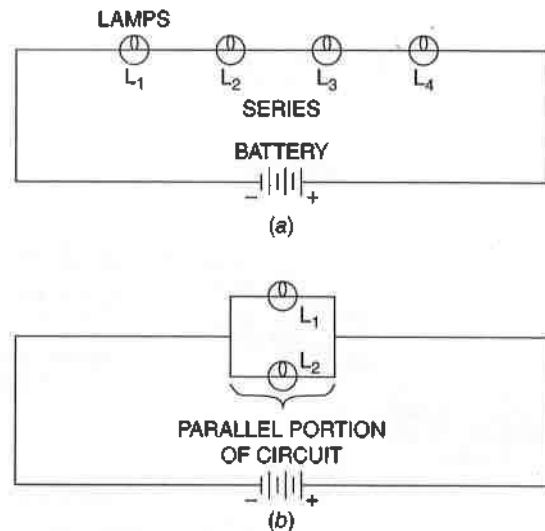 LAMPS
L₁ L₂ L₃ L₄
SERIES
BATTERY
− +
(a)
L₁
L₂
PARALLEL PORTION
OF CIRCUIT
− +
(b)